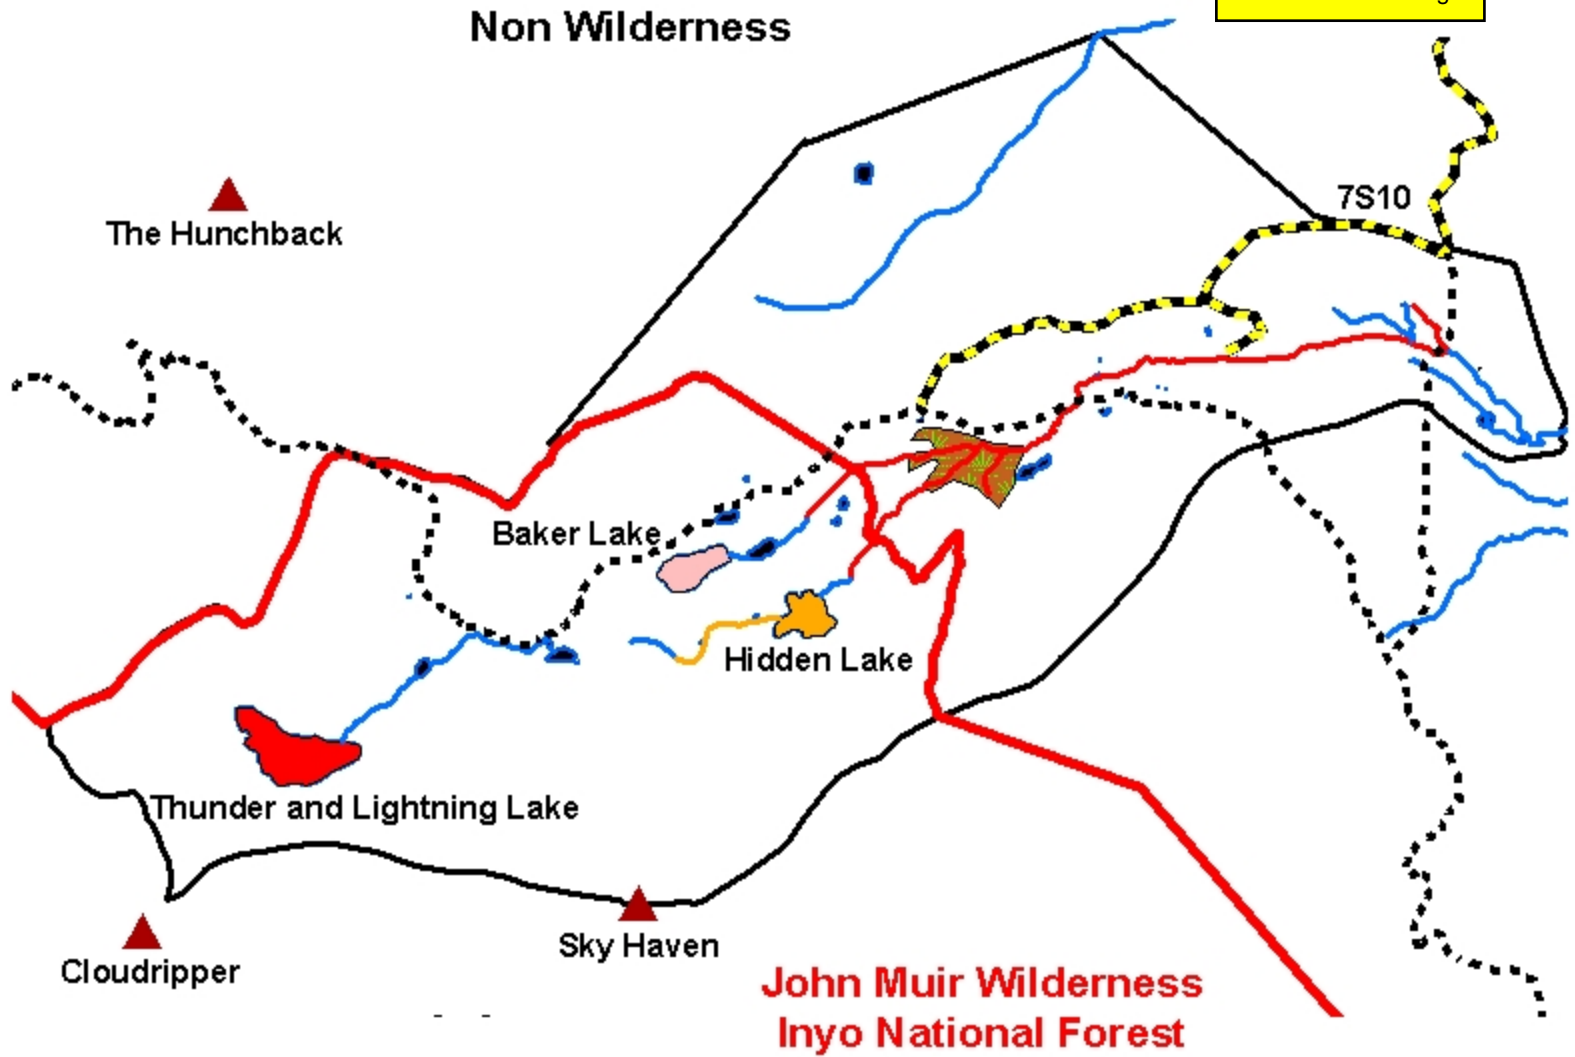 Non Wilderness
7S10
The Hunchback
Baker Lake
Hidden Lake
Thunder and Lightning Lake
Sky Haven
Cloudripper
John Muir Wilderness
Inyo National Forest